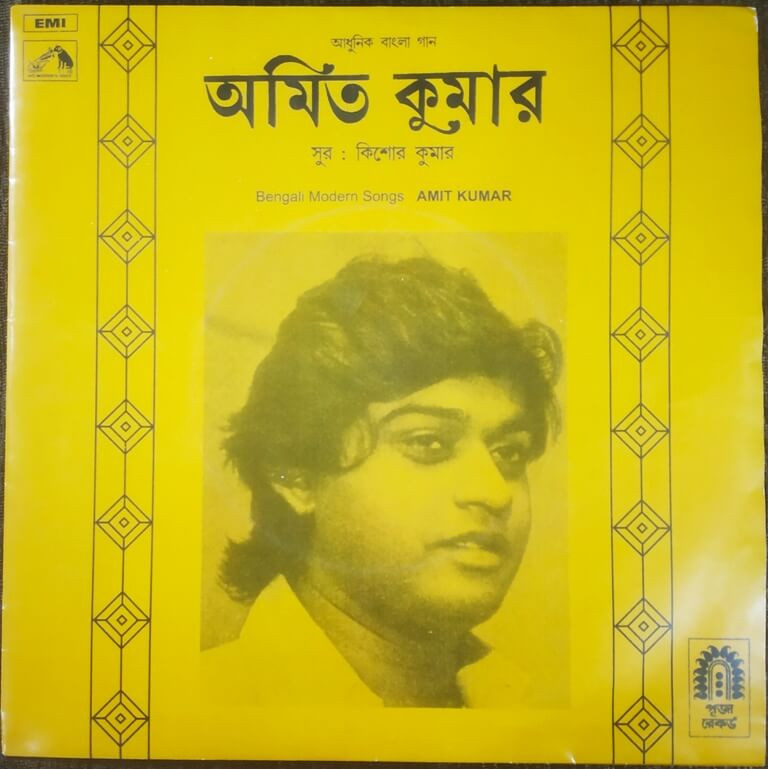 EMI
আধুনিক বাংলা গান
অমিত কুমার
সুর : কিশোর কুমার
Bengali Modern Songs AMIT KUMAR
পূজা
রেকর্ড